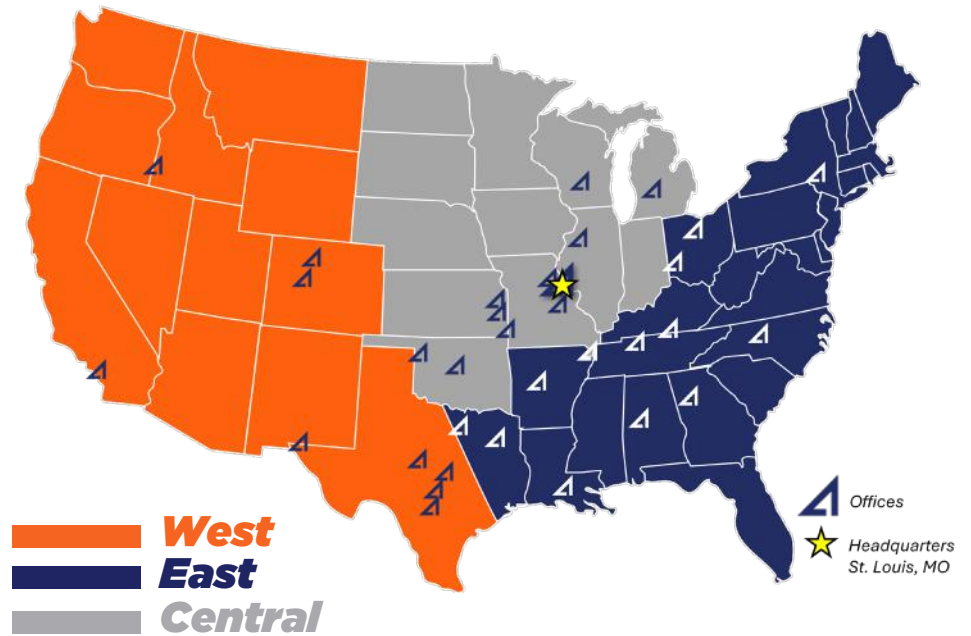 Offices
Headquarters
St. Louis, MO
West
East
Central